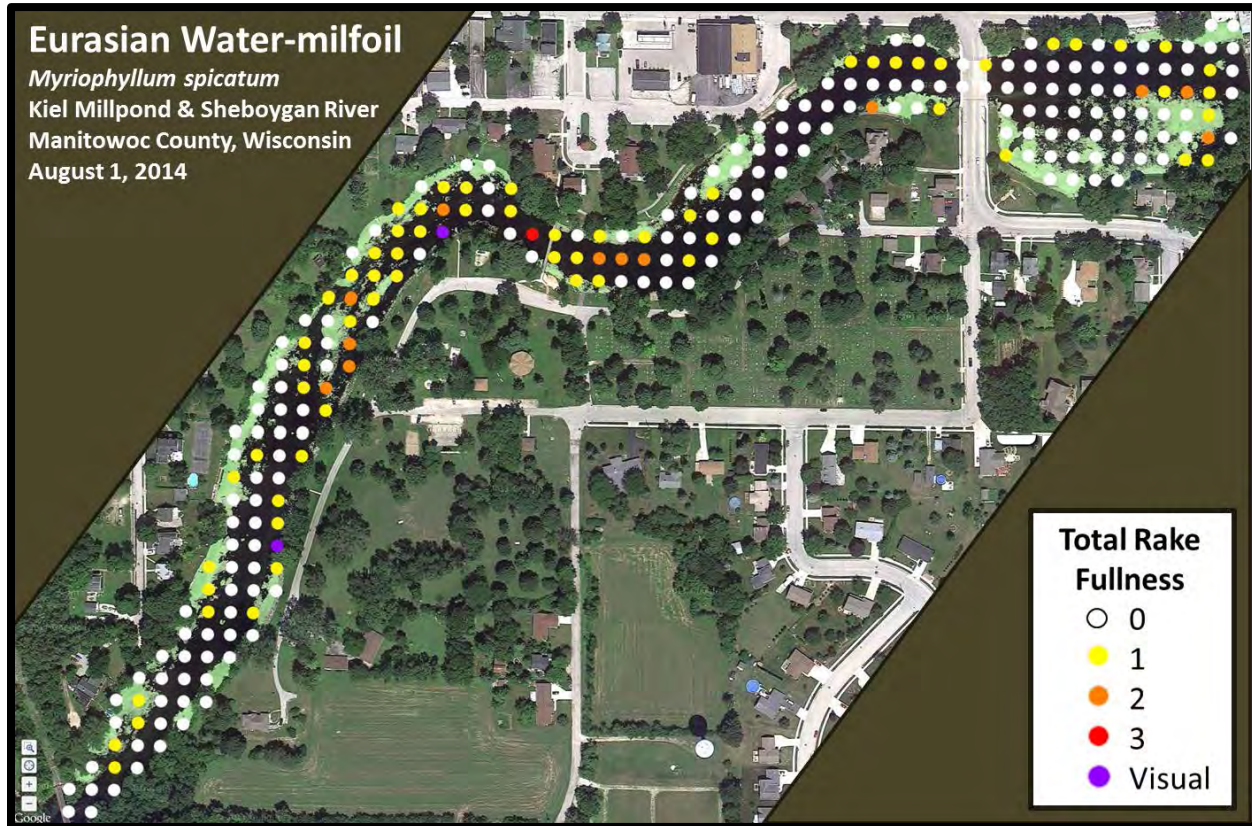 Eurasian Water-milfoil
Myriophyllum spicatum
Kiel Millpond & Sheboygan River
Manitowoc County, Wisconsin
August 1, 2014
Total Rake
Fullness
0
1
2
3
Visual
Google